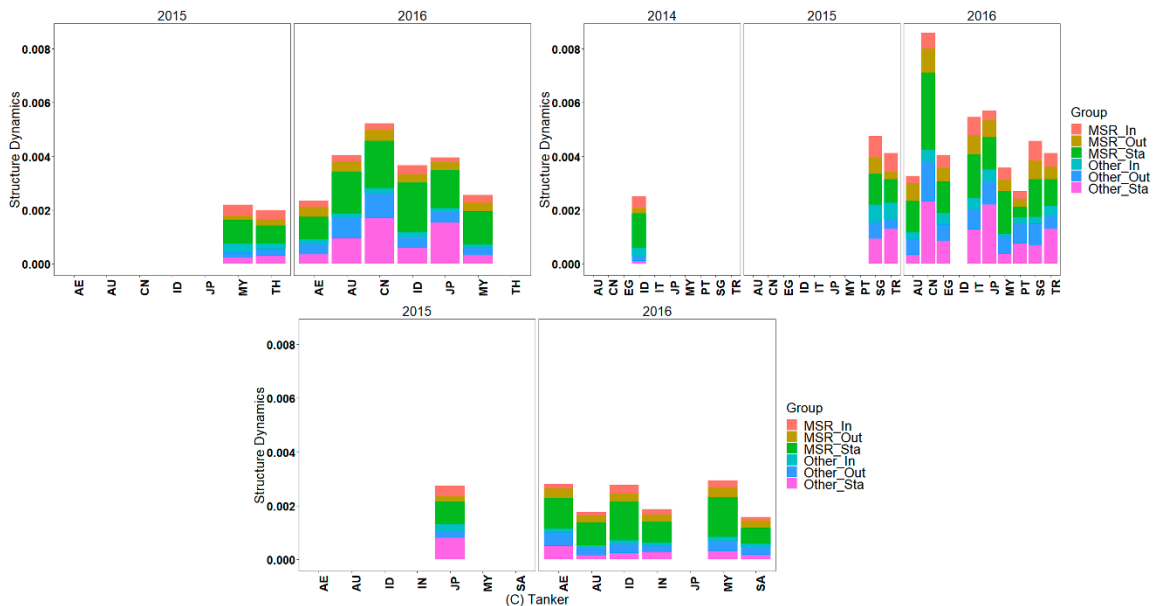 2015 2016
0.008
0.006
0.004
0.002
0.000
Structure Dynamics
AE AU CN ID JP MY TH AE AU CN ID JP MY TH
2014 2015 2016
0.008
0.006
0.004
0.002
0.000
Structure Dynamics
AU CN EG ID IT JP MY PT SG TR AU CN EG ID IT JP MY PT SG TR AU CN EG ID IT JP MY PT SG TR
Group
MSR_In
MSR_Out
MSR_Sta
Other_In
Other_Out
Other_Sta
2015 2016
0.008
0.006
0.004
0.002
0.000
Structure Dynamics
AE AU ID IN JP MY SA AE AU ID IN JP MY SA
Group
MSR_In
MSR_Out
MSR_Sta
Other_In
Other_Out
Other_Sta
(C) Tanker